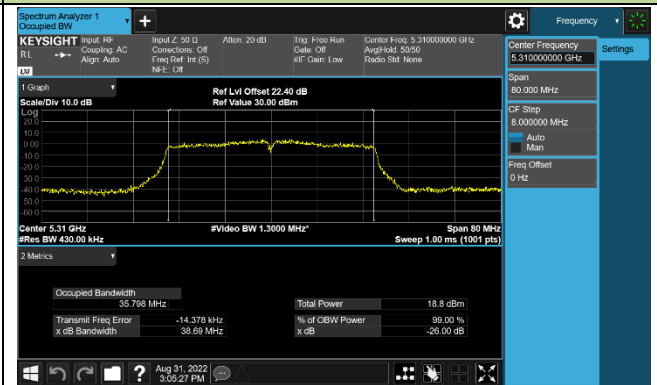 Spectrum Analyzer 1
Occupied BW
+
Frequency
KEYSIGHT
RL
LXI
Input: RF
Coupling: AC
Align: Auto
Input Z: 50 Ω
Corrections: Off
Freq Ref: Int (S)
NFE: Off
Atten: 20 dB
Trig: Free Run
Gate: Off
#IF Gain: Low
Center Freq: 5.310000000 GHz
Avg|Hold: 50/50
Radio Std: None
Center Frequency
5.310000000 GHz
Settings
Span
80.000 MHz
CF Step
8.000000 MHz
Auto
Man
Freq Offset
0 Hz
1 Graph
Scale/Div 10.0 dB
Ref Lvl Offset 22.40 dB
Ref Value 30.00 dBm
Log
20.0
10.0
0.00
-10.0
-20.0
-30.0
-40.0
-50.0
-60.0
Center 5.31 GHz
#Res BW 430.00 kHz
#Video BW 1.3000 MHz*
Span 80 MHz
Sweep 1.00 ms (1001 pts)
2 Metrics
Occupied Bandwidth
35.798 MHz
Total Power 18.8 dBm
Transmit Freq Error -14.378 kHz
% of OBW Power 99.00 %
x dB Bandwidth 38.69 MHz
x dB -26.00 dB
?
Aug 31, 2022
3:05:27 PM